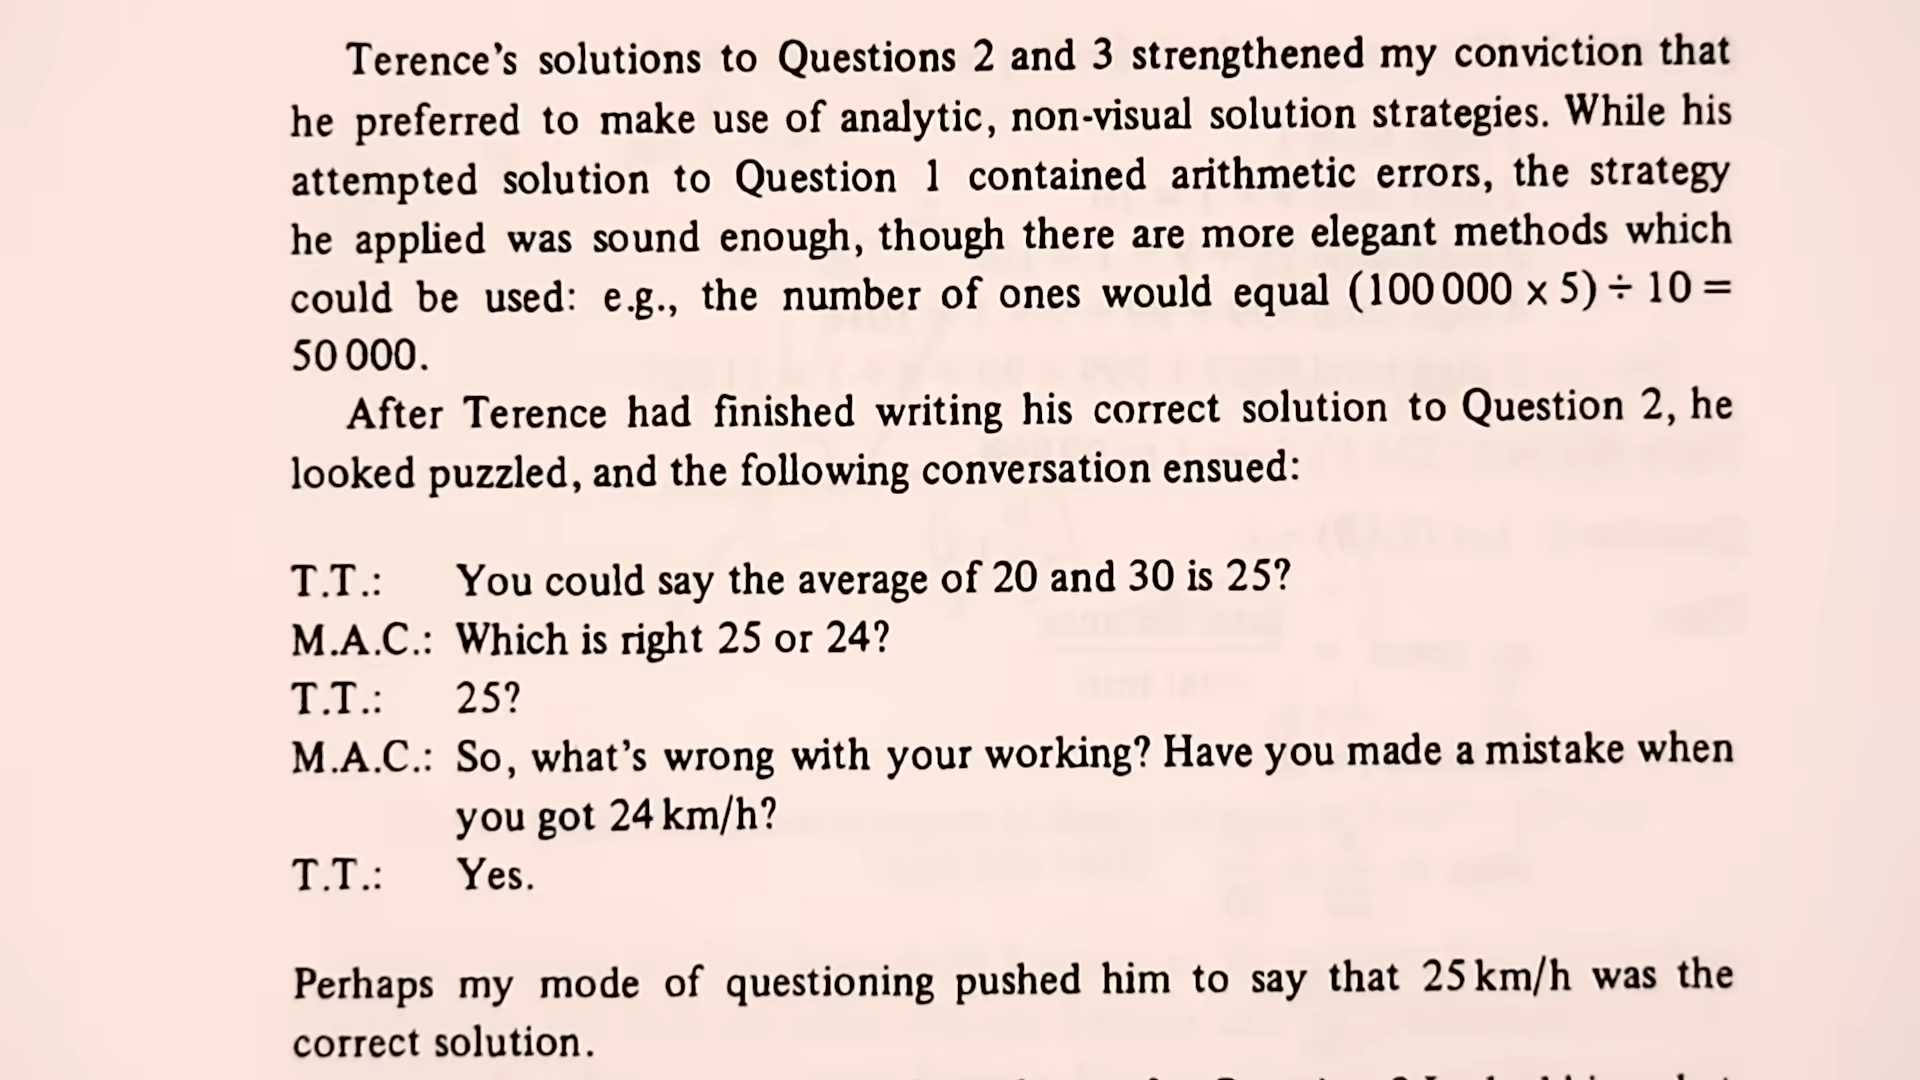 Terence's solutions to Questions 2 and 3 strengthened my conviction that
he preferred to make use of analytic, non-visual solution strategies. While his
attempted solution to Question 1 contained arithmetic errors, the strategy
he applied was sound enough, though there are more elegant methods which
could be used: e.g., the number of ones would equal (100 000 x 5) ÷ 10 =
50 000.
After Terence had finished writing his correct solution to Question 2, he
looked puzzled, and the following conversation ensued:
T.T.: You could say the average of 20 and 30 is 25?
M.A.C.: Which is right 25 or 24?
T.T.: 25?
M.A.C.: So, what's wrong with your working? Have you made a mistake when
you got 24 km/h?
T.T.: Yes.
Perhaps my mode of questioning pushed him to say that 25 km/h was the
correct solution.